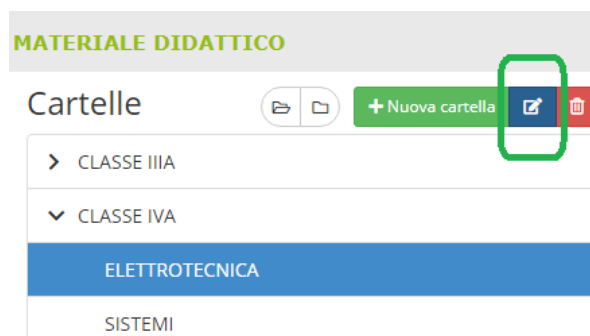 MATERIALE DIDATTICO
Cartelle
Nuova cartella
CLASSE IIIA
CLASSE IVA
ELETTROTECNICA
SISTEMI